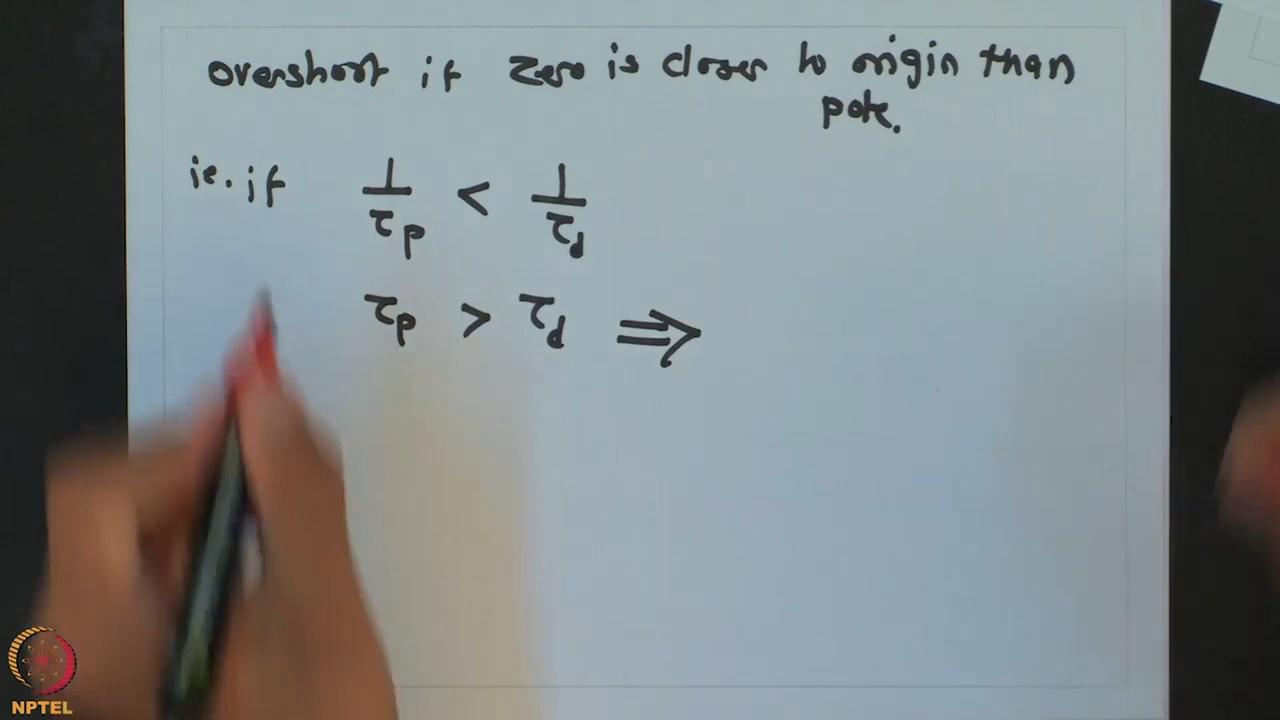 overshoot if zero is closer to origin than
pole.
ie. if 1/τp < 1/τd
τp > τd ⇒
NPTEL